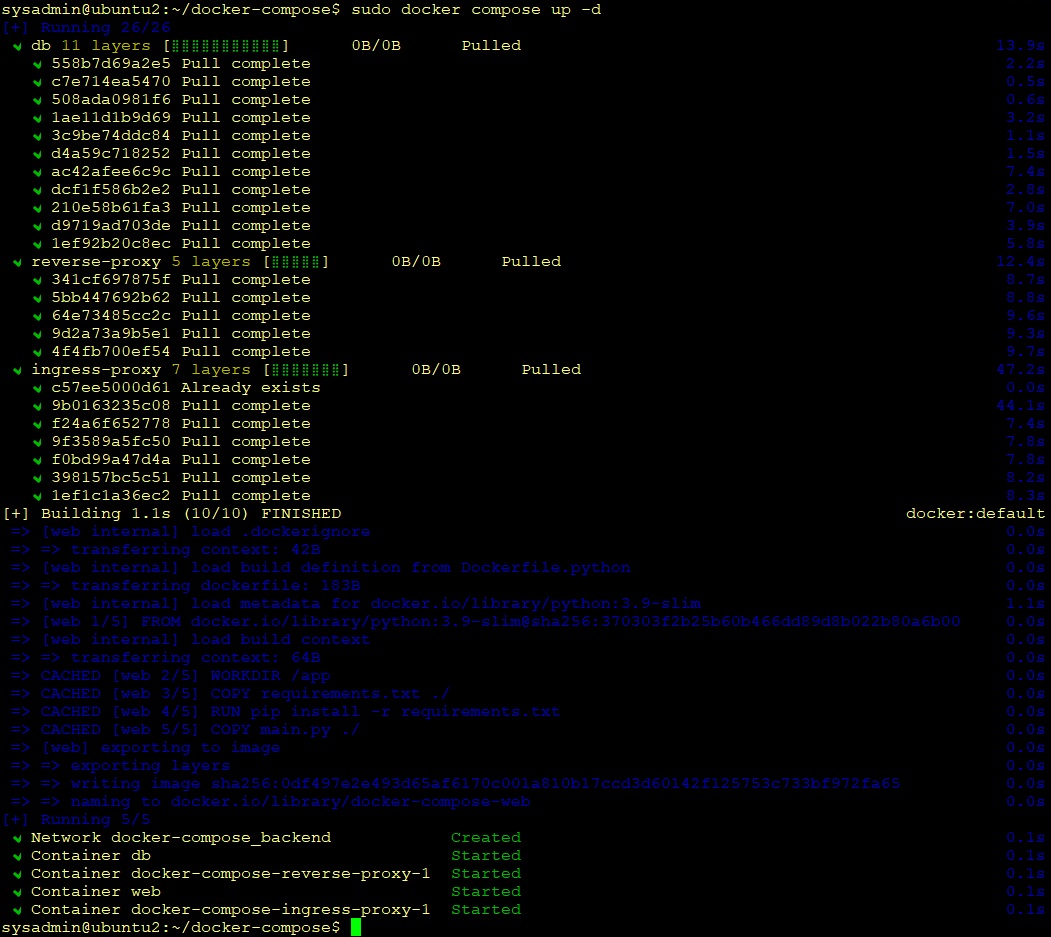 sysadmin@ubuntu2:~/docker-compose$ sudo docker compose up -d
[+] Running 26/26
✔ db 11 layers [⣿⣿⣿⣿⣿⣿⣿⣿⣿⣿⣿] 0B/0B Pulled 13.9s
✔ 558b7d69a2e5 Pull complete 2.2s
✔ c7e714ea5470 Pull complete 0.5s
✔ 508ada0981f6 Pull complete 0.6s
✔ 1ae11d1b9d69 Pull complete 3.2s
✔ 3c9be74ddc84 Pull complete 1.1s
✔ d4a59c718252 Pull complete 1.5s
✔ ac42afee6c9c Pull complete 7.4s
✔ dcf1f586b2e2 Pull complete 2.8s
✔ 210e58b61fa3 Pull complete 7.0s
✔ d9719ad703de Pull complete 3.9s
✔ 1ef92b20c8ec Pull complete 5.8s
✔ reverse-proxy 5 layers [⣿⣿⣿⣿⣿] 0B/0B Pulled 12.4s
✔ 341cf697875f Pull complete 8.7s
✔ 5bb447692b62 Pull complete 8.8s
✔ 64e73485cc2c Pull complete 9.6s
✔ 9d2a73a9b5e1 Pull complete 9.3s
✔ 4f4fb700ef54 Pull complete 9.7s
✔ ingress-proxy 7 layers [⣿⣿⣿⣿⣿⣿⣿] 0B/0B Pulled 47.2s
✔ c57ee5000d61 Already exists 0.0s
✔ 9b0163235c08 Pull complete 44.1s
✔ f24a6f652778 Pull complete 7.4s
✔ 9f3589a5fc50 Pull complete 7.8s
✔ f0bd99a47d4a Pull complete 7.8s
✔ 398157bc5c51 Pull complete 8.2s
✔ 1ef1c1a36ec2 Pull complete 8.3s
[+] Building 1.1s (10/10) FINISHED docker:default
=> [web internal] load .dockerignore 0.0s
=> => transferring context: 42B 0.0s
=> [web internal] load build definition from Dockerfile.python 0.0s
=> => transferring dockerfile: 183B 0.0s
=> [web internal] load metadata for docker.io/library/python:3.9-slim 1.1s
=> [web 1/5] FROM docker.io/library/python:3.9-slim@sha256:370303f2b25b60b466dd89d8b022b80a6b00 0.0s
=> [web internal] load build context 0.0s
=> => transferring context: 64B 0.0s
=> CACHED [web 2/5] WORKDIR /app 0.0s
=> CACHED [web 3/5] COPY requirements.txt ./ 0.0s
=> CACHED [web 4/5] RUN pip install -r requirements.txt 0.0s
=> CACHED [web 5/5] COPY main.py ./ 0.0s
=> [web] exporting to image 0.0s
=> => exporting layers 0.0s
=> => writing image sha256:0df497e2e493d65af6170c001a810b17ccd3d60142f125753c733bf972fa65 0.0s
=> => naming to docker.io/library/docker-compose-web 0.0s
[+] Running 5/5
✔ Network docker-compose_backend Created 0.1s
✔ Container db Started 0.1s
✔ Container docker-compose-reverse-proxy-1 Started 0.1s
✔ Container web Started 0.1s
✔ Container docker-compose-ingress-proxy-1 Started 0.1s
sysadmin@ubuntu2:~/docker-compose$